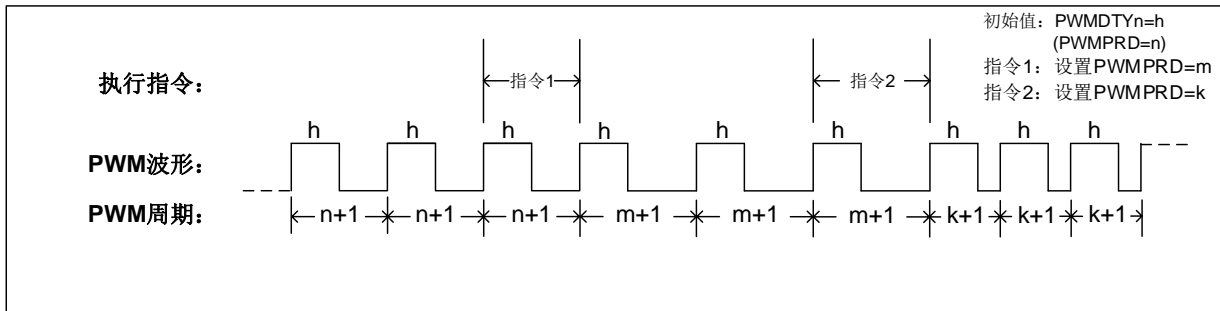 初始值：PWMDTYn=h
(PWMPRD=n)
指令1：设置PWMPRD=m
指令2：设置PWMPRD=k
执行指令：
指令1
指令2
h h h h h h h h h
PWM波形：
PWM周期：
n+1 n+1 n+1 m+1 m+1 m+1 k+1 k+1 k+1